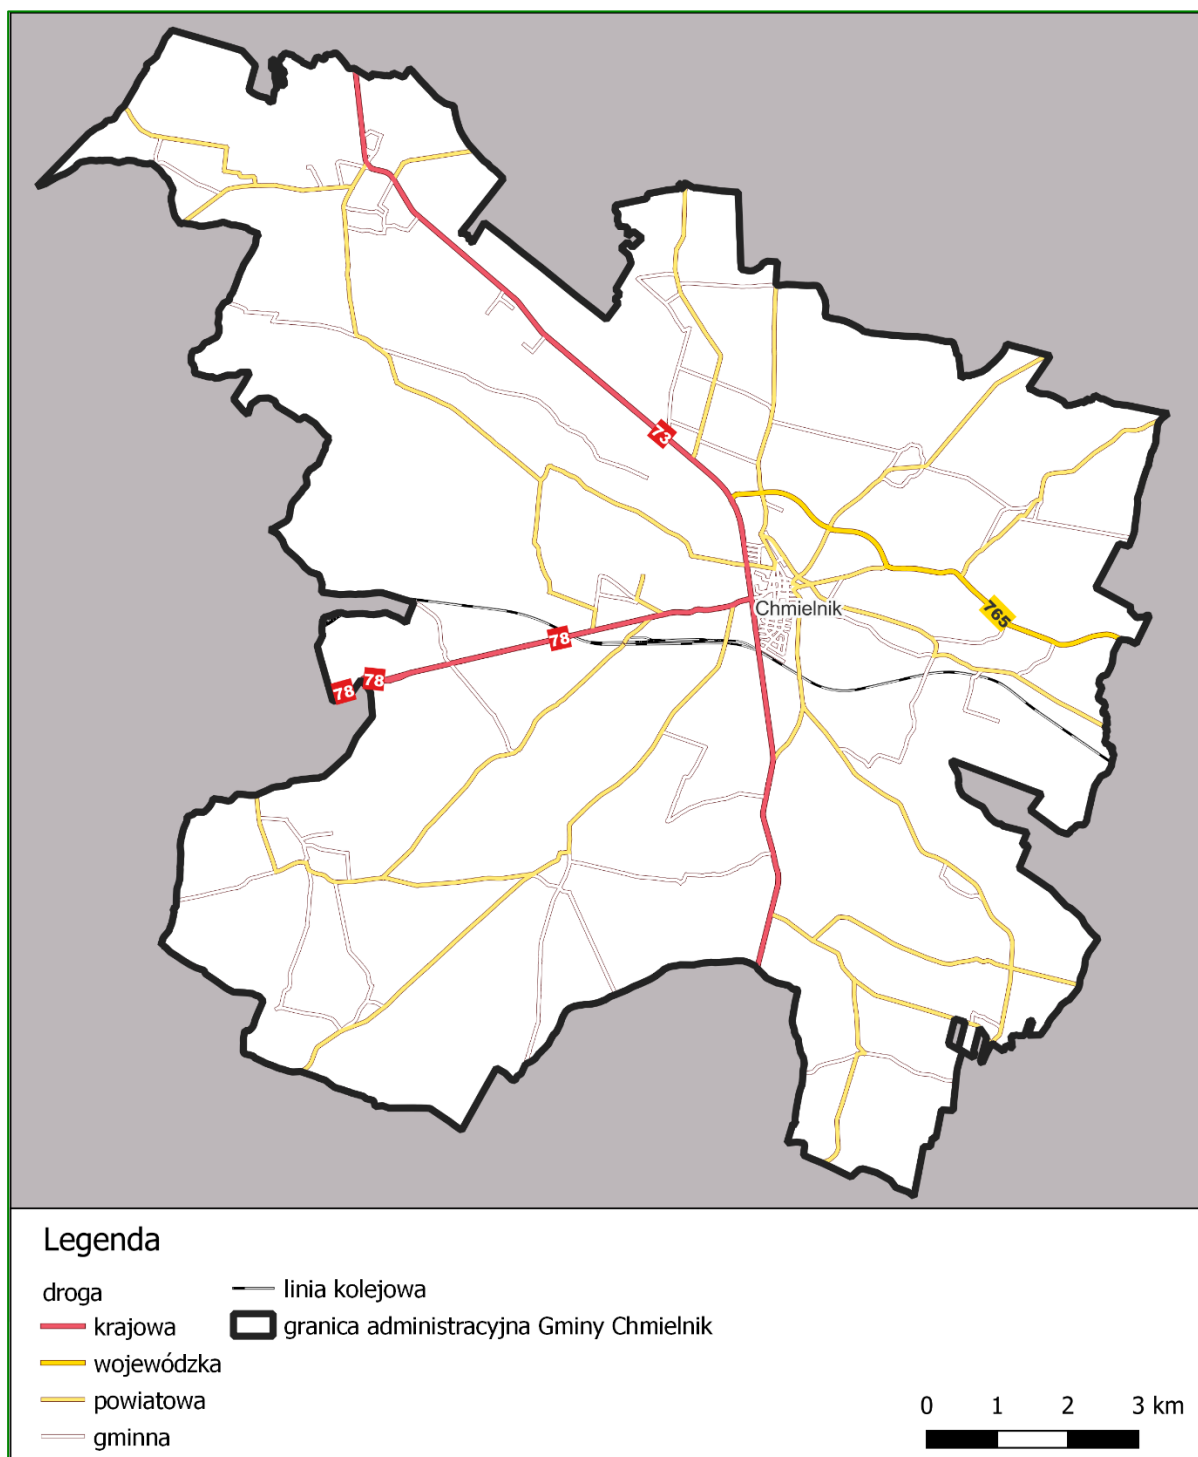 73
Chmielnik
765
78
78
78
Legenda
droga
linia kolejowa
krajowa
granica administracyjna Gminy Chmielnik
wojewódzka
powiatowa
0 1 2 3 km
gminna